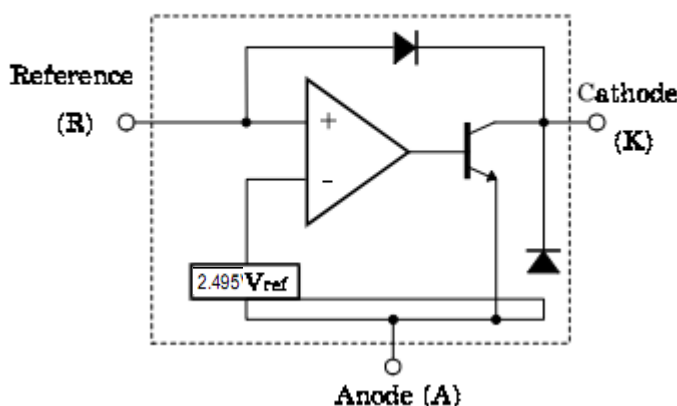 Reference
(R)
Cathode
(K)
+
-
2.495'Vref
Anode (A)